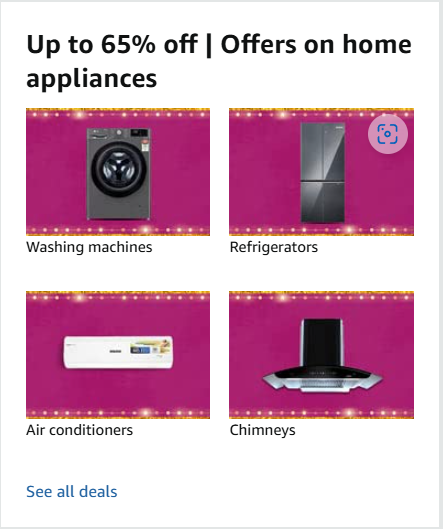 Up to 65% off | Offers on home
appliances
Washing machines
Refrigerators
Air conditioners
Chimneys
See all deals